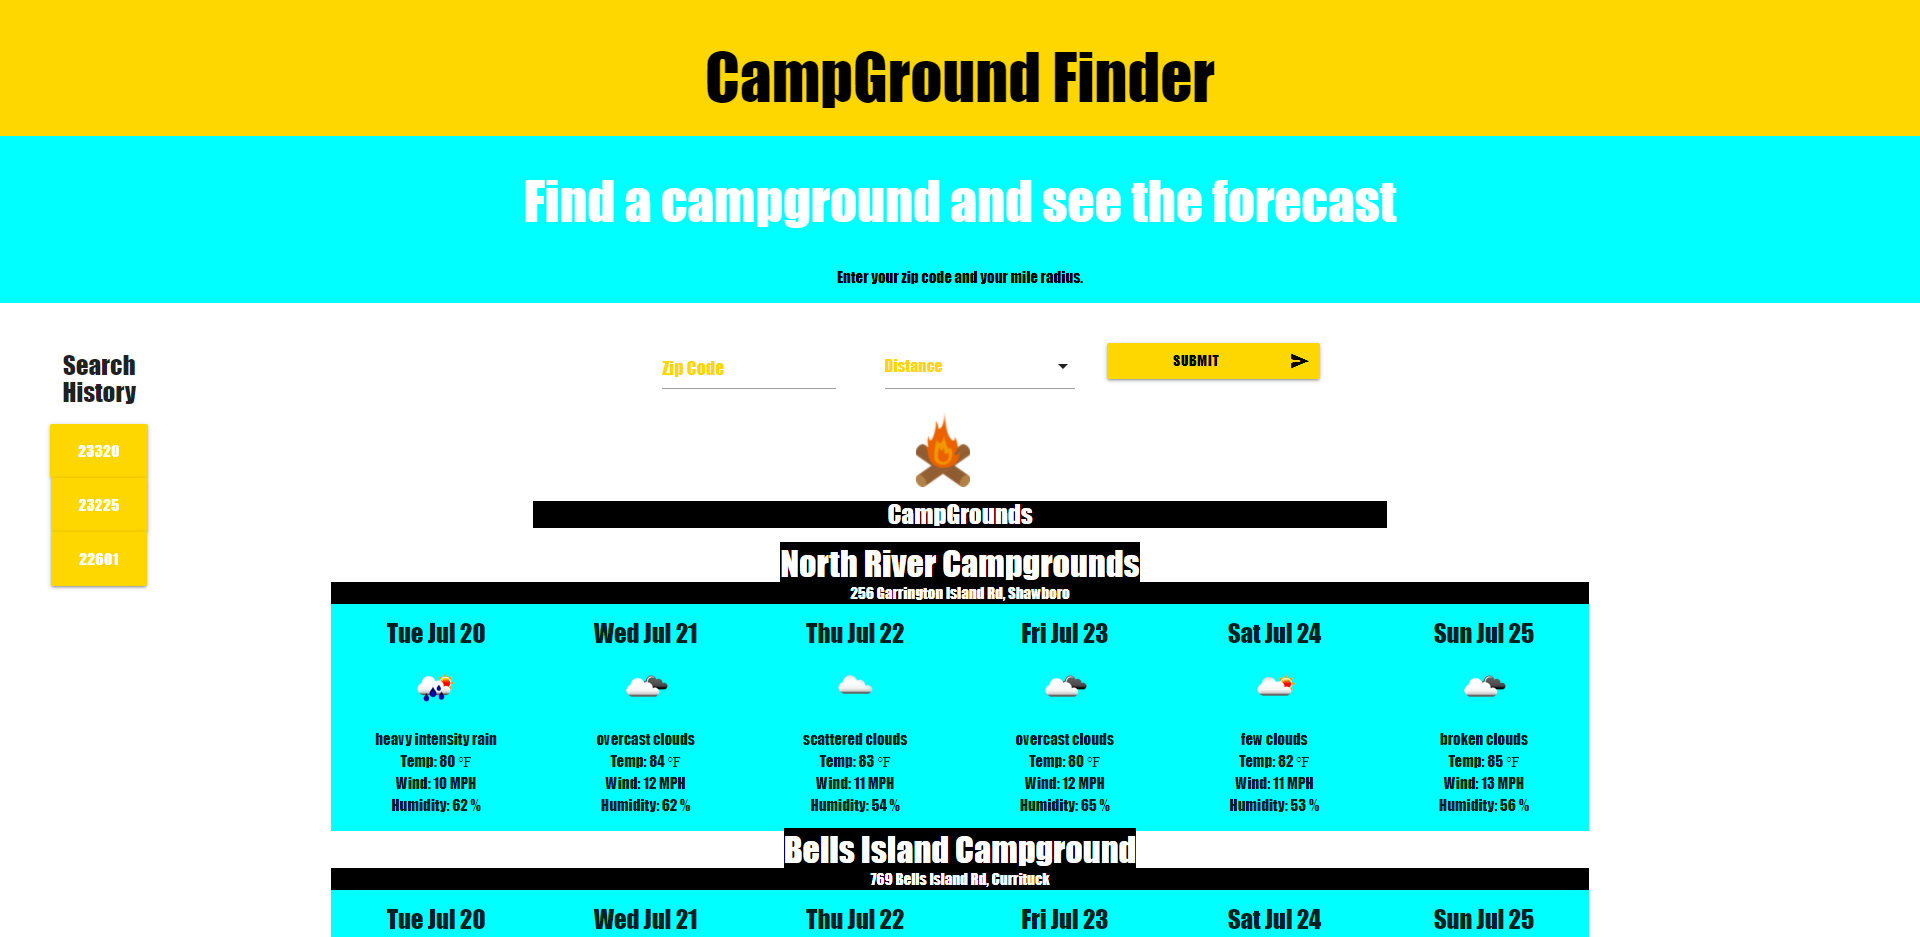 CampGround Finder
Find a campground and see the forecast
Enter your zip code and your mile radius.
Search
History
23320
23225
22601
Zip Code
Distance
SUBMIT
CampGrounds
North River Campgrounds
256 Garrington Island Rd, Shawboro
Tue Jul 20
heavy intensity rain
Temp: 80 °F
Wind: 10 MPH
Humidity: 62 %
Wed Jul 21
overcast clouds
Temp: 84 °F
Wind: 12 MPH
Humidity: 62 %
Thu Jul 22
scattered clouds
Temp: 83 °F
Wind: 11 MPH
Humidity: 54 %
Fri Jul 23
overcast clouds
Temp: 80 °F
Wind: 12 MPH
Humidity: 65 %
Sat Jul 24
few clouds
Temp: 82 °F
Wind: 11 MPH
Humidity: 53 %
Sun Jul 25
broken clouds
Temp: 85 °F
Wind: 13 MPH
Humidity: 56 %
Bells Island Campground
769 Bells Island Rd, Currituck
Tue Jul 20
Wed Jul 21
Thu Jul 22
Fri Jul 23
Sat Jul 24
Sun Jul 25